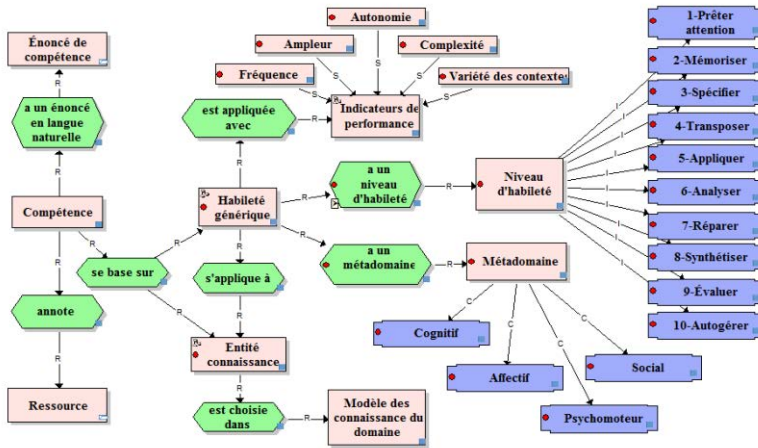 Autonomie
1-Prêter
attention
Énoncé de
compétence
Ampleur
Complexité
2-Mémoriser
R
S
S
S
Fréquence
Variété des contextes
3-Spécifier
S
S
a un énoncé
en langue
naturelle
est appliquée
avec
R
Indicateurs de
performance
4-Transposer
5-Appliquer
R
R
a un
niveau
d'habileté
R
Niveau
d'habileté
6-Analyser
I
I
I
I
I
I
I
I
I
Compétence
Habileté
générique
R
7-Réparer
R
R
R
a un
métadomaine
R
Métadomaine
8-Synthétiser
se base sur
R
s'applique à
9-Évaluer
R
annote
R
R
C
C
C
C
10-Autogérer
Cognitif
R
Entité
connaissance
Social
Affectif
Ressource
R
est choisie
dans
R
Modèle des
connaissance du
domaine
Psychomoteur